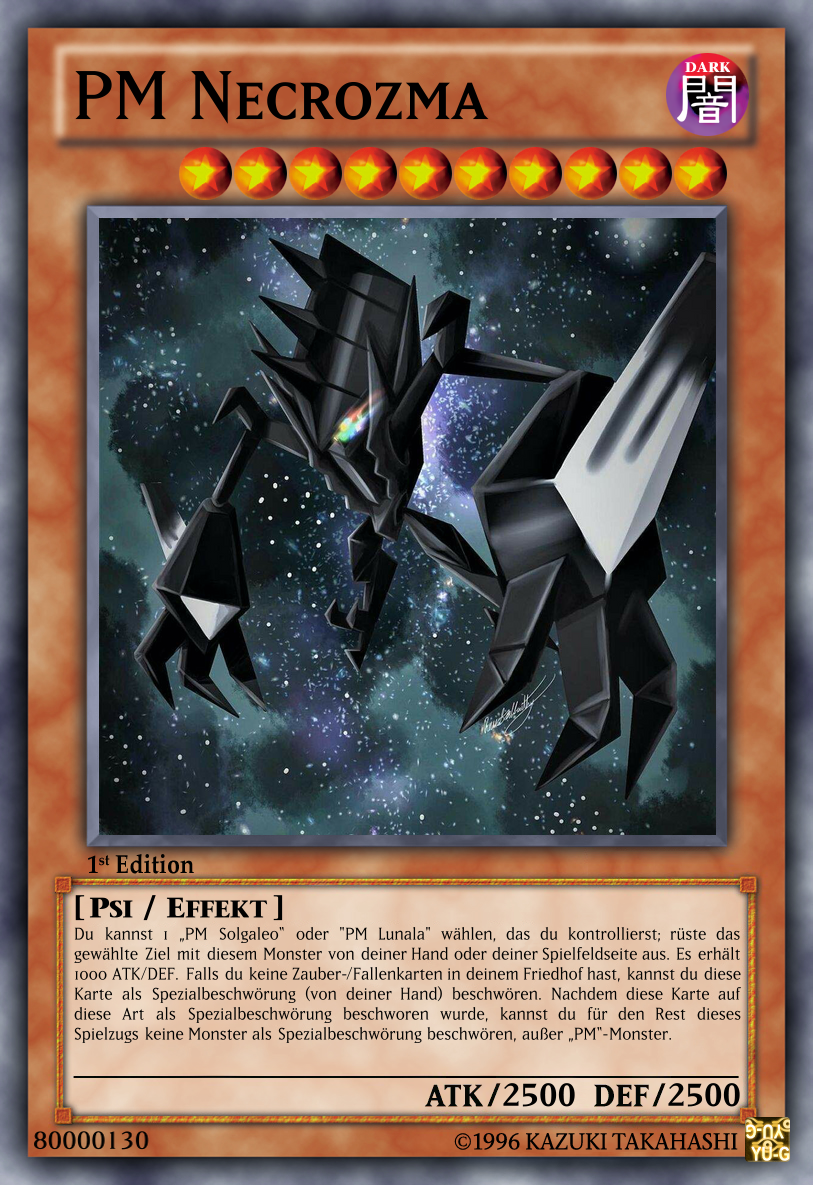 PM Necrozma
DARK
闇
1st Edition
[ Psi / Effekt ]
Du kannst 1 „PM Solgaleo“ oder "PM Lunala“ wählen, das du kontrollierst; rüste das
gewählte Ziel mit diesem Monster von deiner Hand oder deiner Spielfeldseite aus. Es erhält
1000 ATK/DEF. Falls du keine Zauber-/Fallenkarten in deinem Friedhof hast, kannst du diese
Karte als Spezialbeschwörung (von deiner Hand) beschwören. Nachdem diese Karte auf
diese Art als Spezialbeschwörung beschworen wurde, kannst du für den Rest dieses
Spielzugs keine Monster als Spezialbeschwörung beschwören, außer „PM“-Monster.
ATK/2500 DEF/2500
80000130
©1996 KAZUKI TAKAHASHI